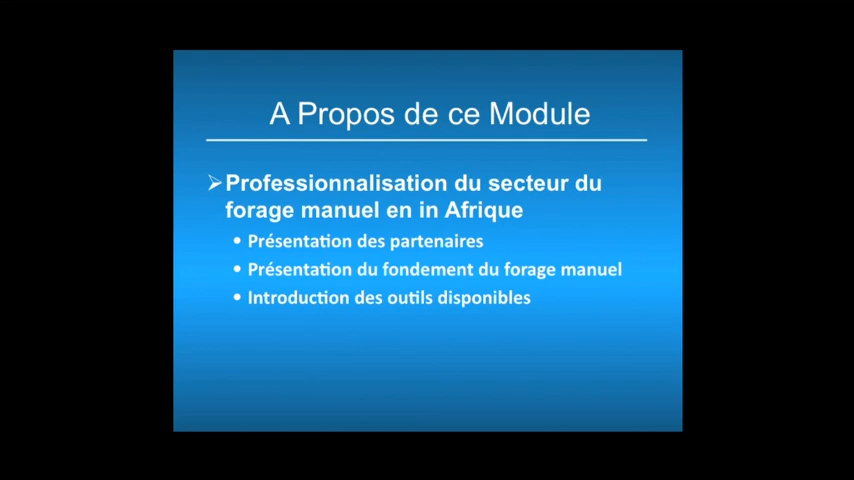 A Propos de ce Module
Professionnalisation du secteur du
forage manuel en in Afrique
• Présentation des partenaires
• Présentation du fondement du forage manuel
• Introduction des outils disponibles